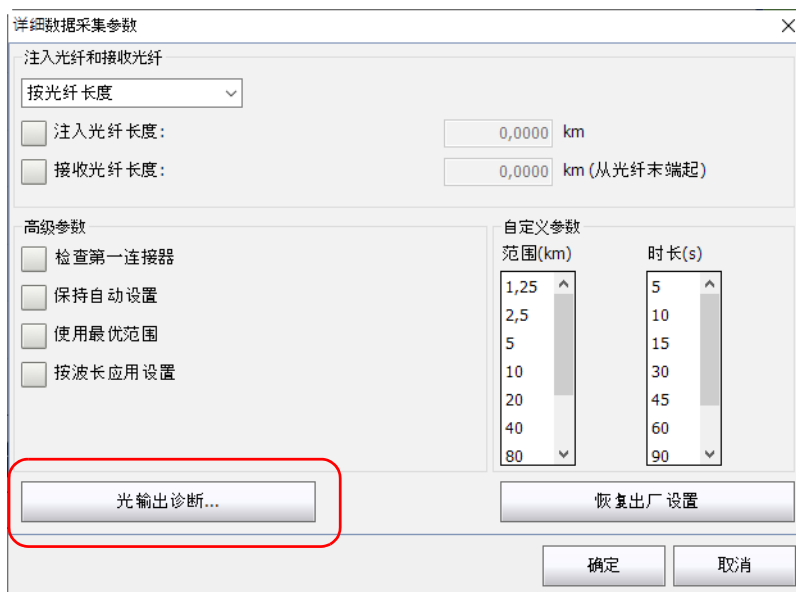 详细数据采集参数
注入光纤和接收光纤
按光纤长度
注入光纤长度: 0,0000 km
接收光纤长度: 0,0000 km (从光纤末端起)
高级参数
检查第一连接器
保持自动设置
使用最优范围
按波长应用设置
自定义参数
范围(km) 时长(s)
1,25 5
2,5 10
5 15
10 30
20 45
40 60
80 90
光输出诊断...
恢复出厂设置
确定 取消